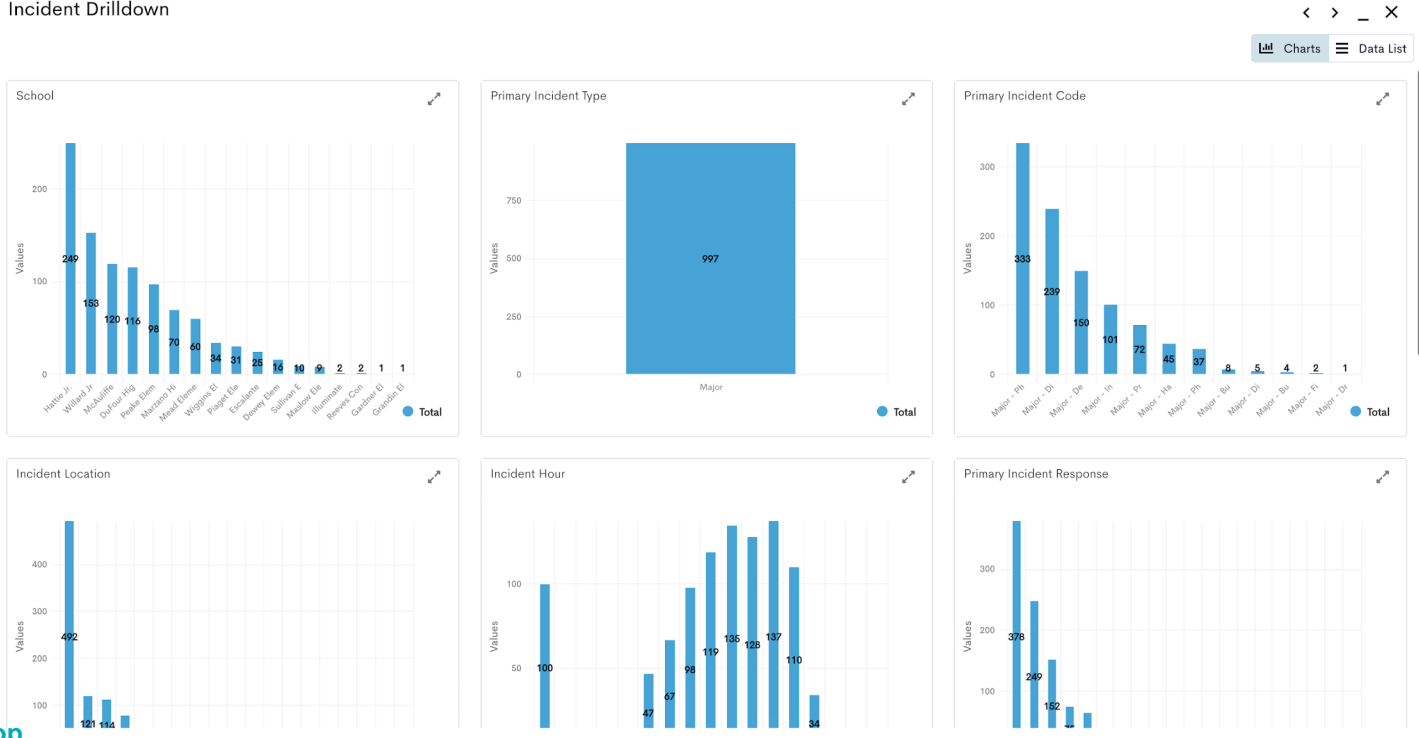 Incident Drilldown
Charts
Data List
School
Values
200
100
0
249
153
120
116
98
70
60
34
31
25
16
10
9
2
2
1
1
Hattie Jr.
Willard Jr
McAuliffe
DuFour Hig
Peake Elem
Marzano Hi
Mead Eleme
Wiggins El
Piaget Ele
Escalante
Dewey Elem
Sullivan E
Maslow Ele
Illuminate
Reeves Con
Gardner El
Grandin El
Total
Primary Incident Type
Values
750
500
250
0
997
Major
Total
Primary Incident Code
Values
300
200
100
0
333
239
150
101
72
45
37
8
5
4
2
1
Major - Ph
Major - Di
Major - De
Major - In
Major - Pr
Major - Ha
Major - Ph
Major - Bu
Major - Di
Major - Bu
Major - Fi
Major - Dr
Total
Incident Location
Values
400
300
200
100
492
121
114
Incident Hour
Values
100
50
100
47
67
98
119
135
128
137
110
34
Primary Incident Response
Values
300
200
100
378
249
152